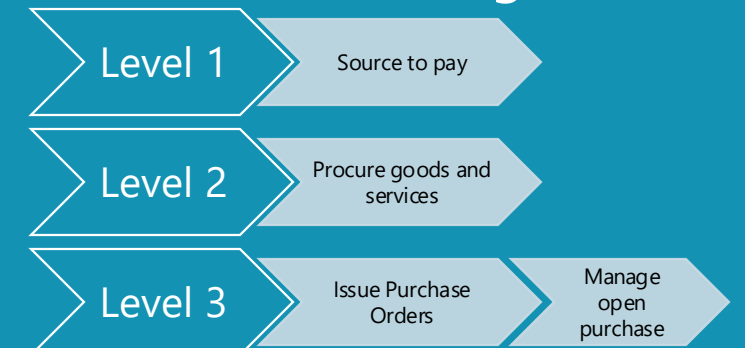 Level 1
Source to pay
Level 2
Procure goods and
services
Level 3
Issue Purchase
Orders
Manage
open
purchase